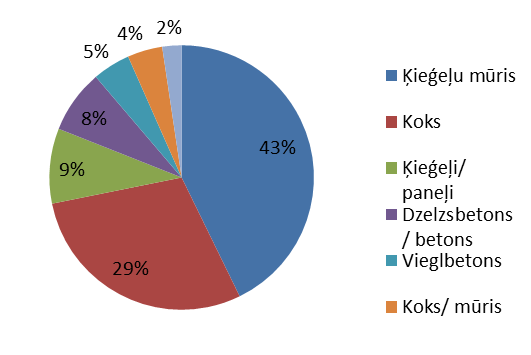 2%
4%
5%
8%
9%
43%
29%
Ķieģeļu mūris
Koks
Ķieģeļi/
paneļi
Dzelzsbetons
/ betons
Vieglbetons
Koks/ mūris